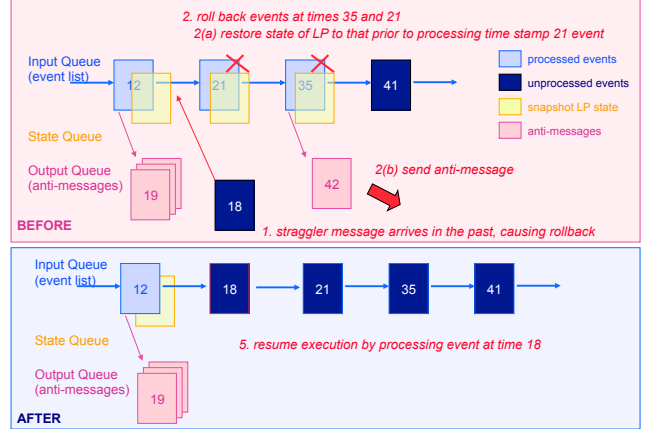 2. roll back events at times 35 and 21
2(a) restore state of LP to that prior to processing time stamp 21 event
Input Queue
(event list)
12
21
35
41
processed events
unprocessed events
snapshot LP state
anti-messages
State Queue
Output Queue
(anti-messages)
19
18
42
2(b) send anti-message
BEFORE
1. straggler message arrives in the past, causing rollback
Input Queue
(event list)
12
18
21
35
41
State Queue
5. resume execution by processing event at time 18
Output Queue
(anti-messages)
19
AFTER